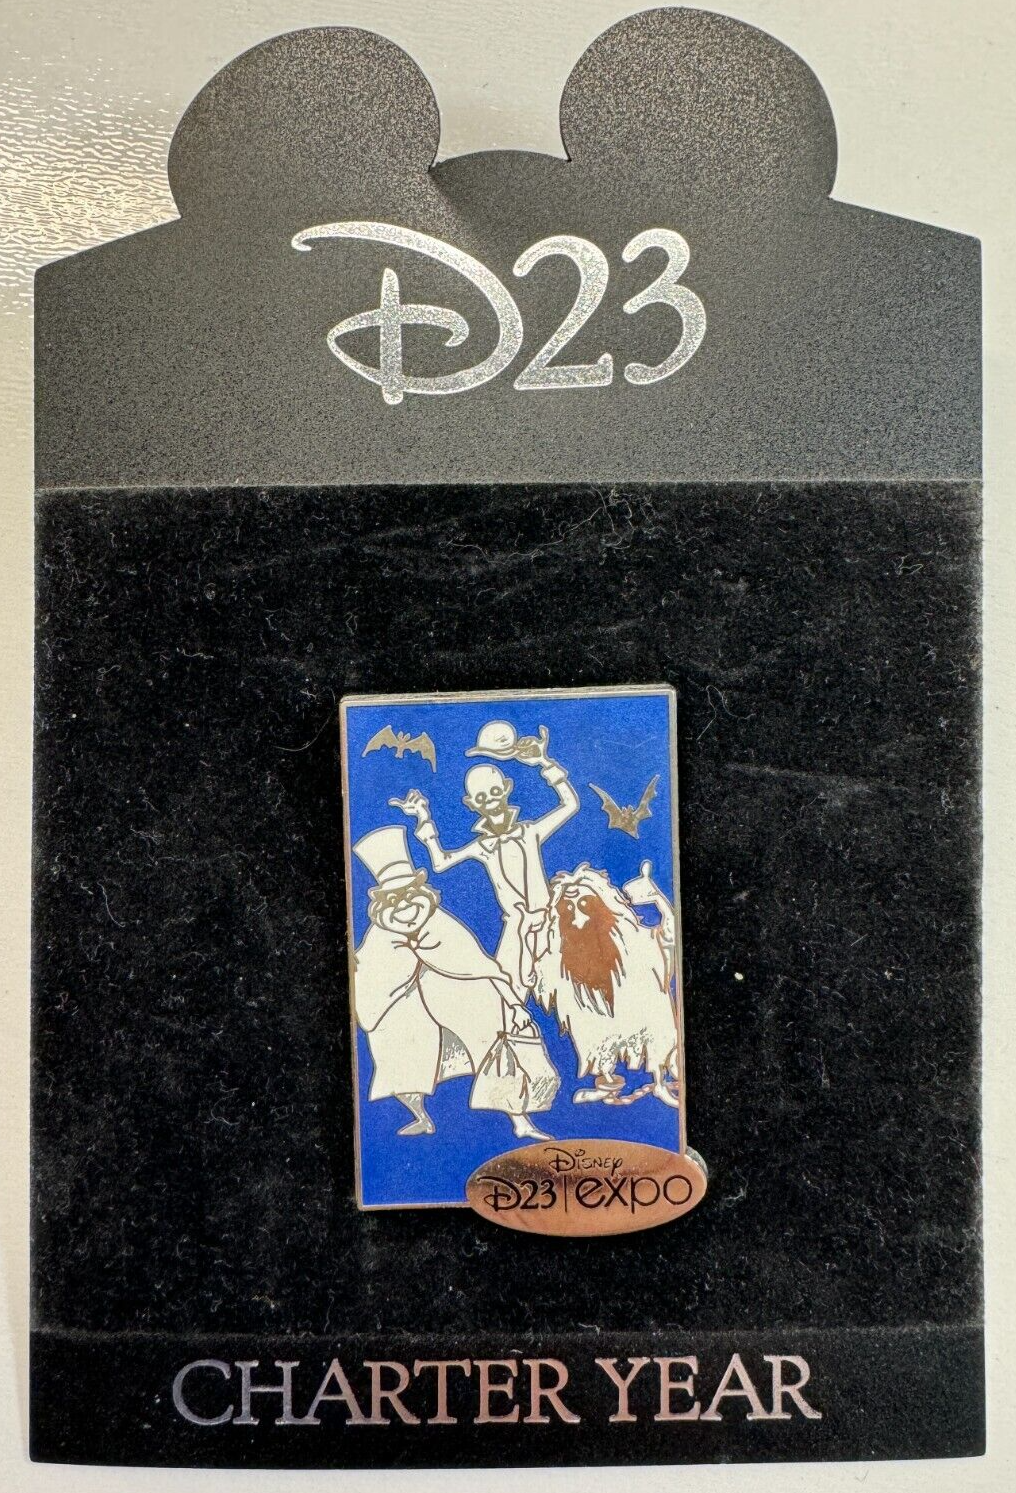 D23
Disney
D23 | expo
CHARTER YEAR